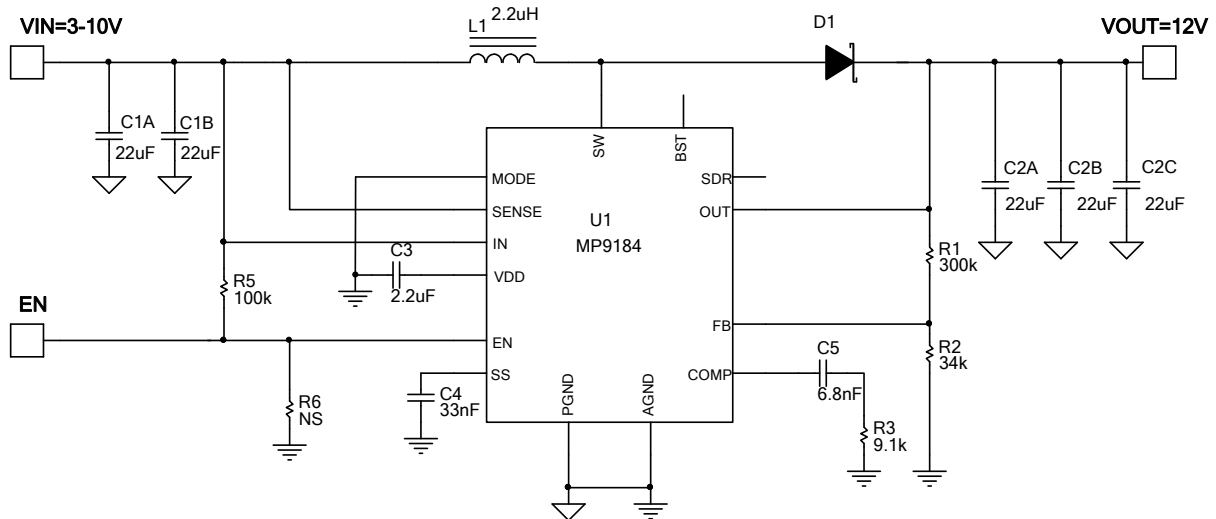 VIN=3-10V
L1
2.2uH
D1
VOUT=12V
C1A
22uF
C1B
22uF
SW
BST
MODE
SENSE
IN
VDD
EN
SS
SDR
OUT
FB
COMP
PGND
AGND
U1
MP9184
C2A
22uF
C2B
22uF
C2C
22uF
R1
300k
C3
2.2uF
R5
100k
EN
R2
34k
C5
6.8nF
R6
NS
C4
33nF
R3
9.1k